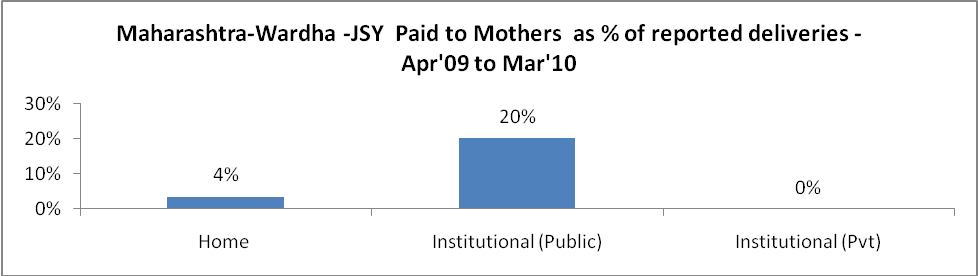 Maharashtra-Wardha -JSY Paid to Mothers as % of reported deliveries -
Apr'09 to Mar'10
30%
20%
10%
0%
4%
20%
0%
Home
Institutional (Public)
Institutional (Pvt)